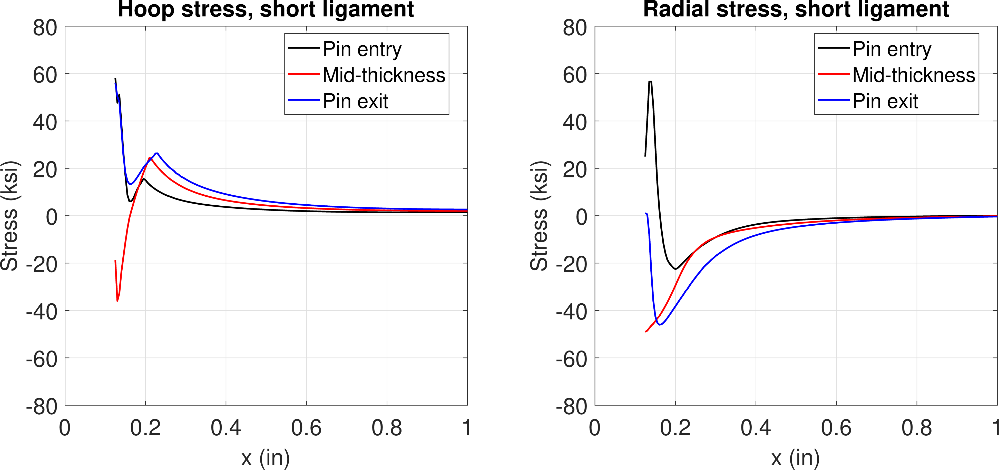 Hoop stress, short ligament
80
60
40
20
0
-20
-40
-60
-80
Stress (ksi)
Pin entry
Mid-thickness
Pin exit
0 0.2 0.4 0.6 0.8 1
x (in)
Radial stress, short ligament
80
60
40
20
0
-20
-40
-60
-80
Stress (ksi)
Pin entry
Mid-thickness
Pin exit
0 0.2 0.4 0.6 0.8 1
x (in)